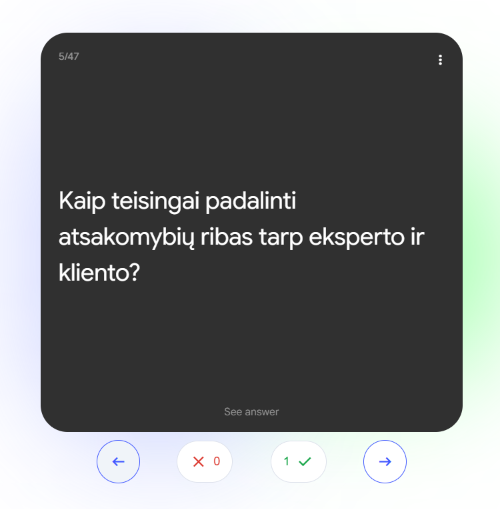 5/47
Kaip teisingai padalinti
atsakomybių ribas tarp eksperto ir
kliento?
See answer
0
1